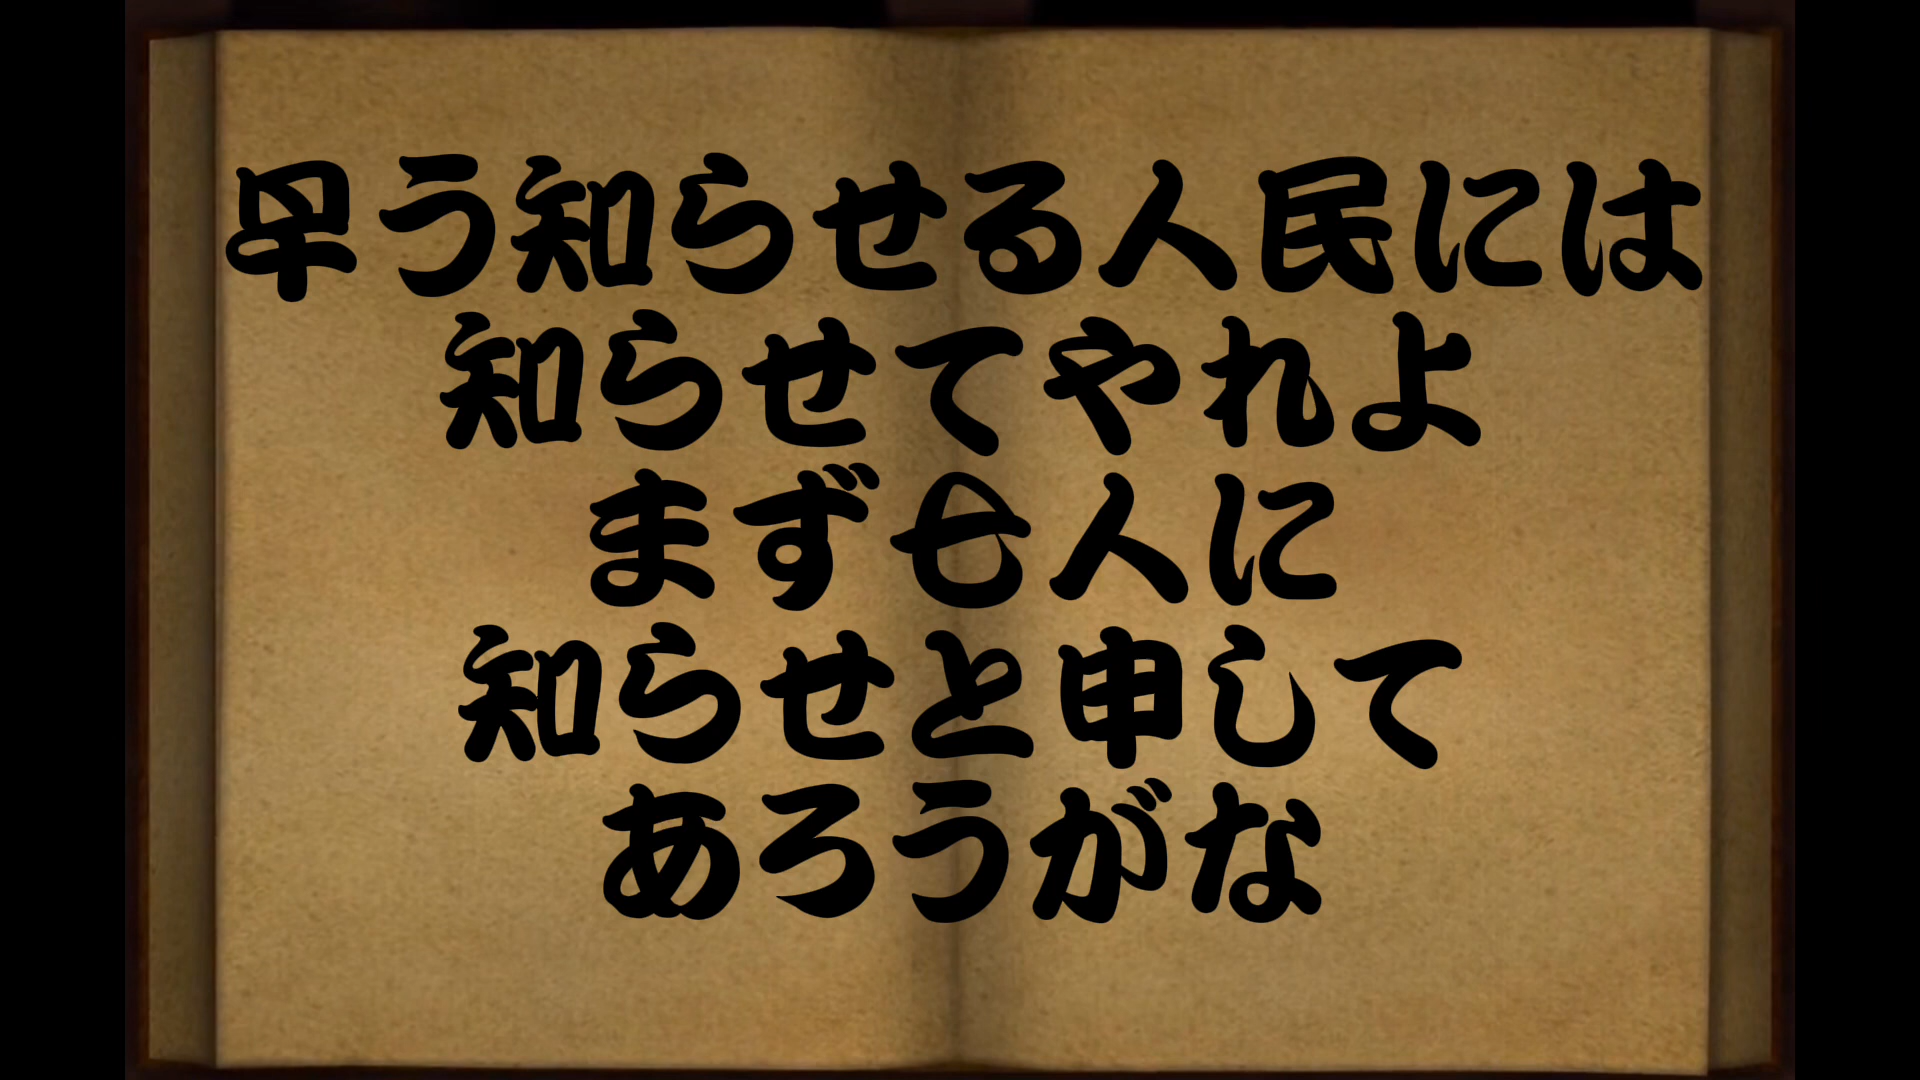 早う知らせる人民には
知らせてやれよ
まず七人に
知らせと申して
あろうがな